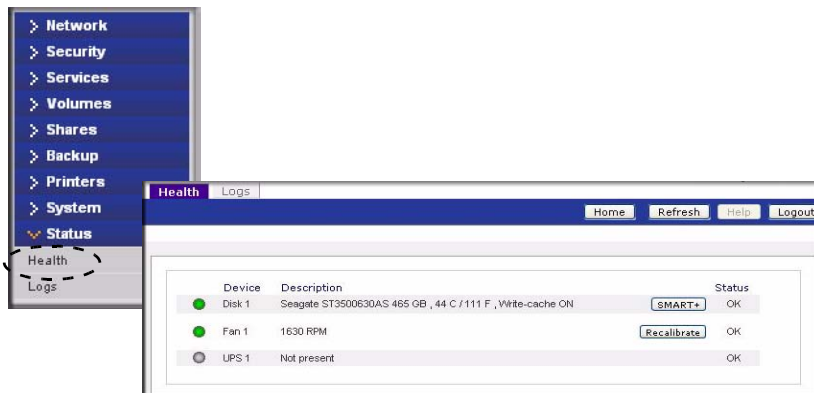 > Network
> Security
> Services
> Volumes
> Shares
> Backup
> Printers
> System
Status
Health
Logs
Health Logs
Home Refresh Help Logout
Device Description Status
Disk 1 Seagate ST3500630AS 465 GB , 44 C / 111 F , Write-cache ON SMART+ OK
Fan 1 1630 RPM Recalibrate OK
UPS 1 Not present OK